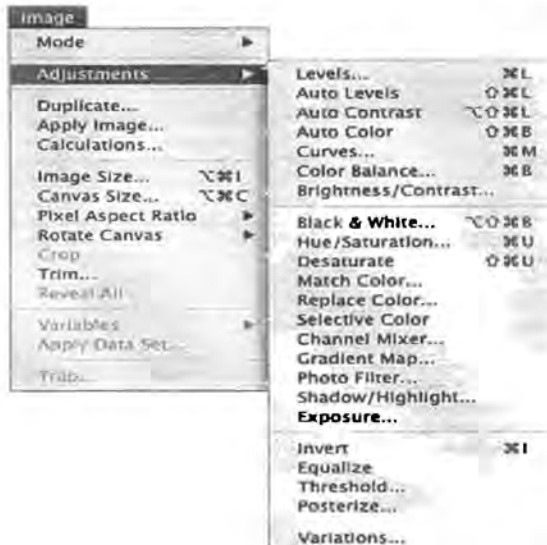 Image
Mode
Adjustments
Duplicate...
Apply Image...
Calculations...
Image Size... ⌥⌘I
Canvas Size... ⌥⌘C
Pixel Aspect Ratio
Rotate Canvas
Crop
Trim...
Reveal All
Variables
Apply Data Set...
Trap...
Levels... ⌘L
Auto Levels ⇧⌘L
Auto Contrast ⌥⇧⌘L
Auto Color ⇧⌘B
Curves... ⌘M
Color Balance... ⌘B
Brightness/Contrast...
Black & White... ⌥⇧⌘B
Hue/Saturation... ⌘U
Desaturate ⇧⌘U
Match Color...
Replace Color...
Selective Color
Channel Mixer...
Gradient Map...
Photo Filter...
Shadow/Highlight...
Exposure...
Invert ⌘I
Equalize
Threshold...
Posterize...
Variations...